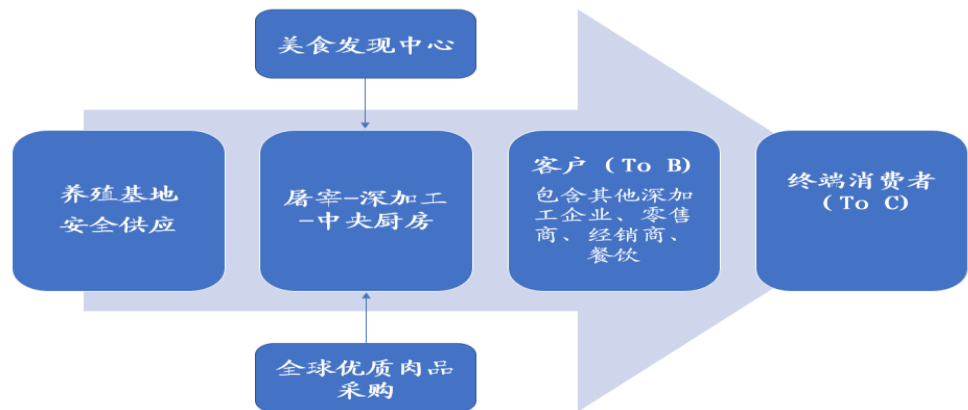 美食发现中心
养殖基地
安全供应
屠宰-深加工
-中央厨房
客户（To B）
包含其他深加
工企业、零售
商、经销商、
餐饮
终端消费者
（To C）
全球优质肉品
采购